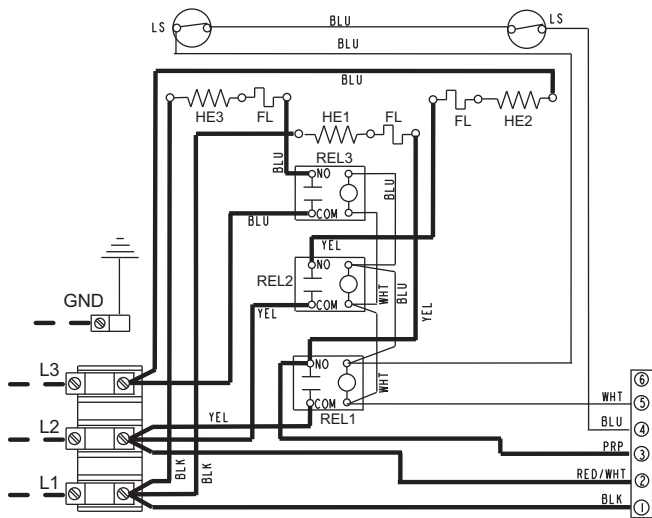 LS
BLU
LS
BLU
BLU
HE3
FL
HE1
FL
FL
HE2
REL3
BLU
NO
BLU
COM
BLU
YEL
REL2
NO
COM
WHT
BLU
YEL
YEL
GND
L3
NO
COM
WHT
REL1
YEL
L2
BLK
BLK
L1
6
WHT
5
BLU
4
PRP
3
RED/WHT
2
BLK
1